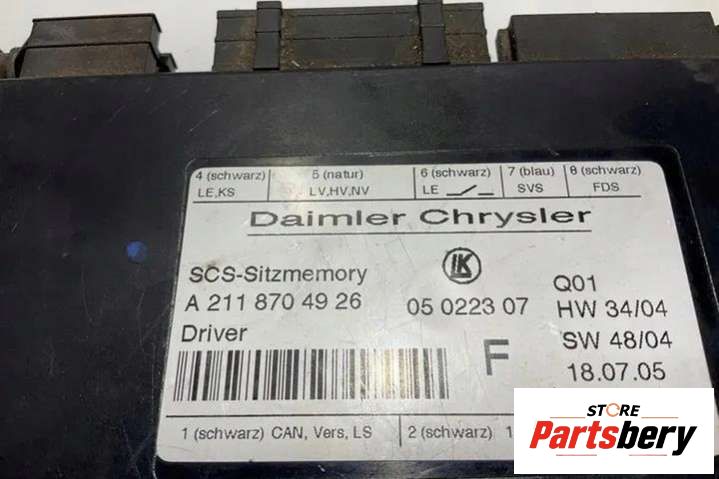 4 (schwarz) 5 (natur) 6 (schwarz) 7 (blau) 8 (schwarz)
LE,KS LV,HV,NV LE SVS FDS
Daimler Chrysler
SCS-Sitzmemory LK Q01
A 211 870 49 26 05 0223 07 HW 34/04
Driver F SW 48/04
18.07.05
1 (schwarz) CAN, Vers, LS 2 (schwarz) 1
STORE
Partsbery